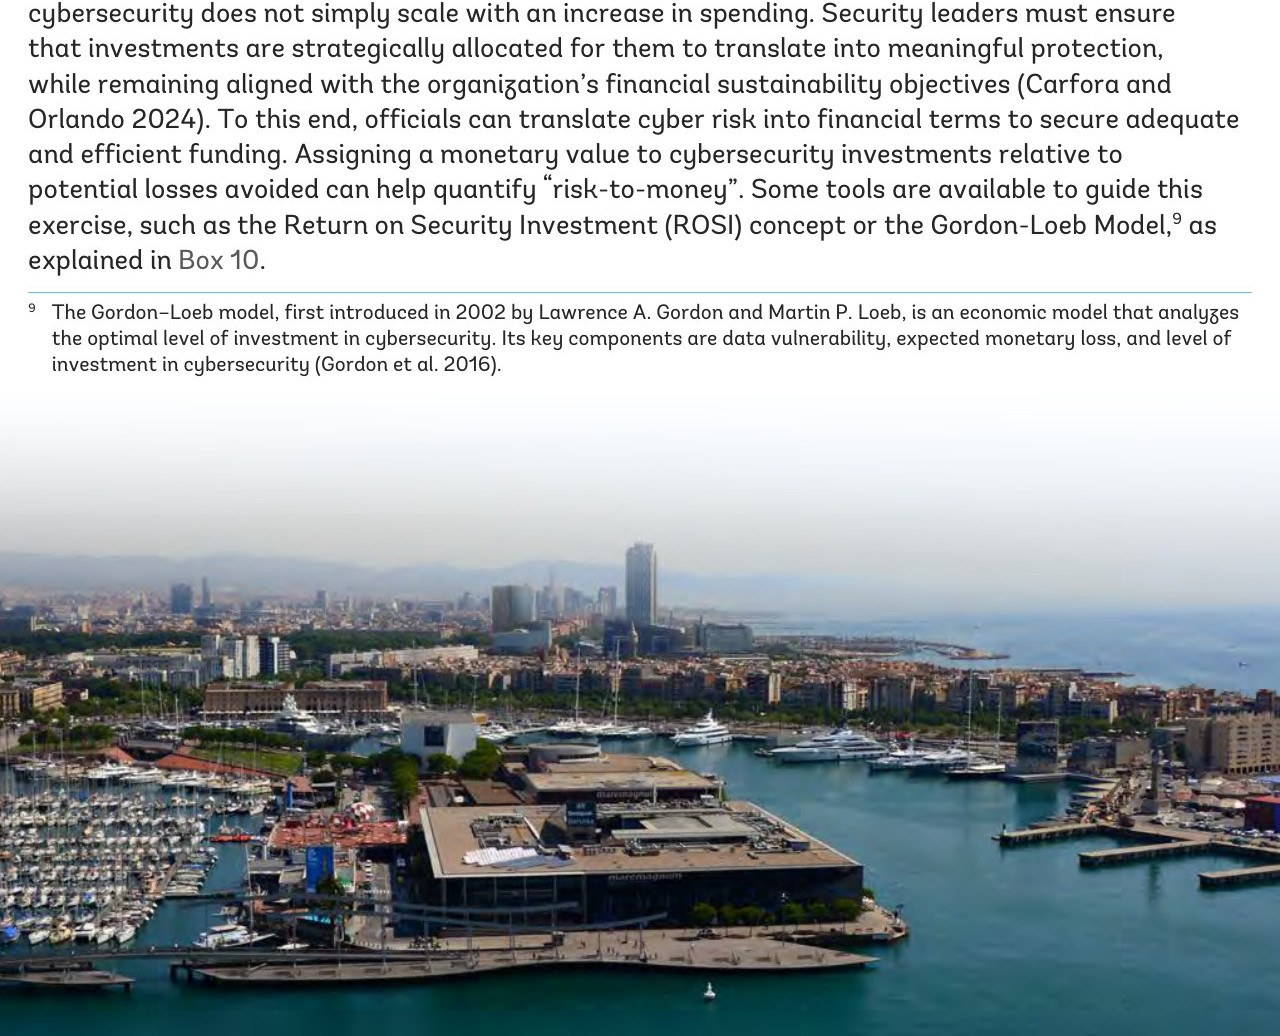 cybersecurity does not simply scale with an increase in spending. Security leaders must ensure
that investments are strategically allocated for them to translate into meaningful protection,
while remaining aligned with the organization’s financial sustainability objectives (Carfora and
Orlando 2024). To this end, officials can translate cyber risk into financial terms to secure adequate
and efficient funding. Assigning a monetary value to cybersecurity investments relative to
potential losses avoided can help quantify “risk-to-money”. Some tools are available to guide this
exercise, such as the Return on Security Investment (ROSI) concept or the Gordon-Loeb Model,⁹ as
explained in Box 10.
⁹ The Gordon–Loeb model, first introduced in 2002 by Lawrence A. Gordon and Martin P. Loeb, is an economic model that analyzes
the optimal level of investment in cybersecurity. Its key components are data vulnerability, expected monetary loss, and level of
investment in cybersecurity (Gordon et al. 2016).
maremagnum
maremagnum